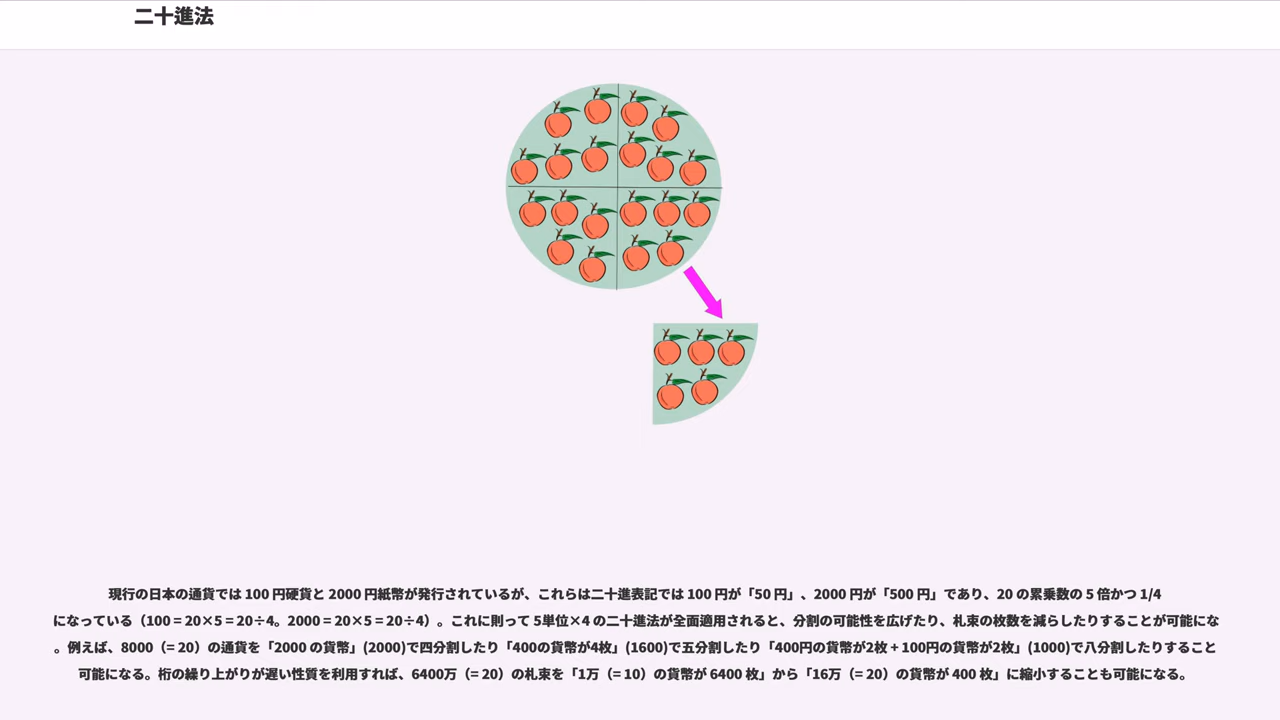 二十進法
現行の日本の通貨では 100 円硬貨と 2000 円紙幣が発行されているが、これらは二十進表記では 100 円が「50 円」、2000 円が「500 円」であり、20 の累乗数の 5 倍かつ 1/4
になっている（100 = 20×5 = 20÷4。2000 = 20×5 = 20÷4）。これに則って 5単位×4 の二十進法が全面適用されると、分割の可能性を広げたり、札束の枚数を減らしたりすることが可能にな
。例えば、8000（= 20）の通貨を「2000 の貨幣」(2000)で四分割したり「400の貨幣が4枚」(1600)で五分割したり「400円の貨幣が2枚 + 100円の貨幣が2枚」(1000)で八分割したりすること
可能になる。桁の繰り上がりが遅い性質を利用すれば、6400万（= 20）の札束を「1万（= 10）の貨幣が 6400 枚」から「16万（= 20）の貨幣が 400 枚」に縮小することも可能になる。